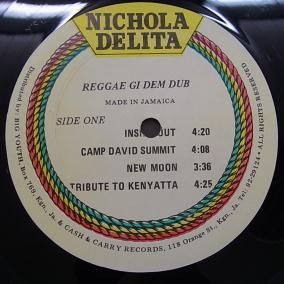 NICHOLA
DELITA
REGGAE GI DEM DUB
MADE IN JAMAICA
SIDE ONE
INSIDE OUT 4:20
CAMP DAVID SUMMIT 4:08
NEW MOON 3:36
TRIBUTE TO KENYATTA 4:25
Distributed by: BIG YOUTH, Box 769, Kgn., Ja. & CASH & CARRY RECORDS, 118 Orange St., Kgn., Ja. Tel: 92-29124 • ALL RIGHTS RESERVED